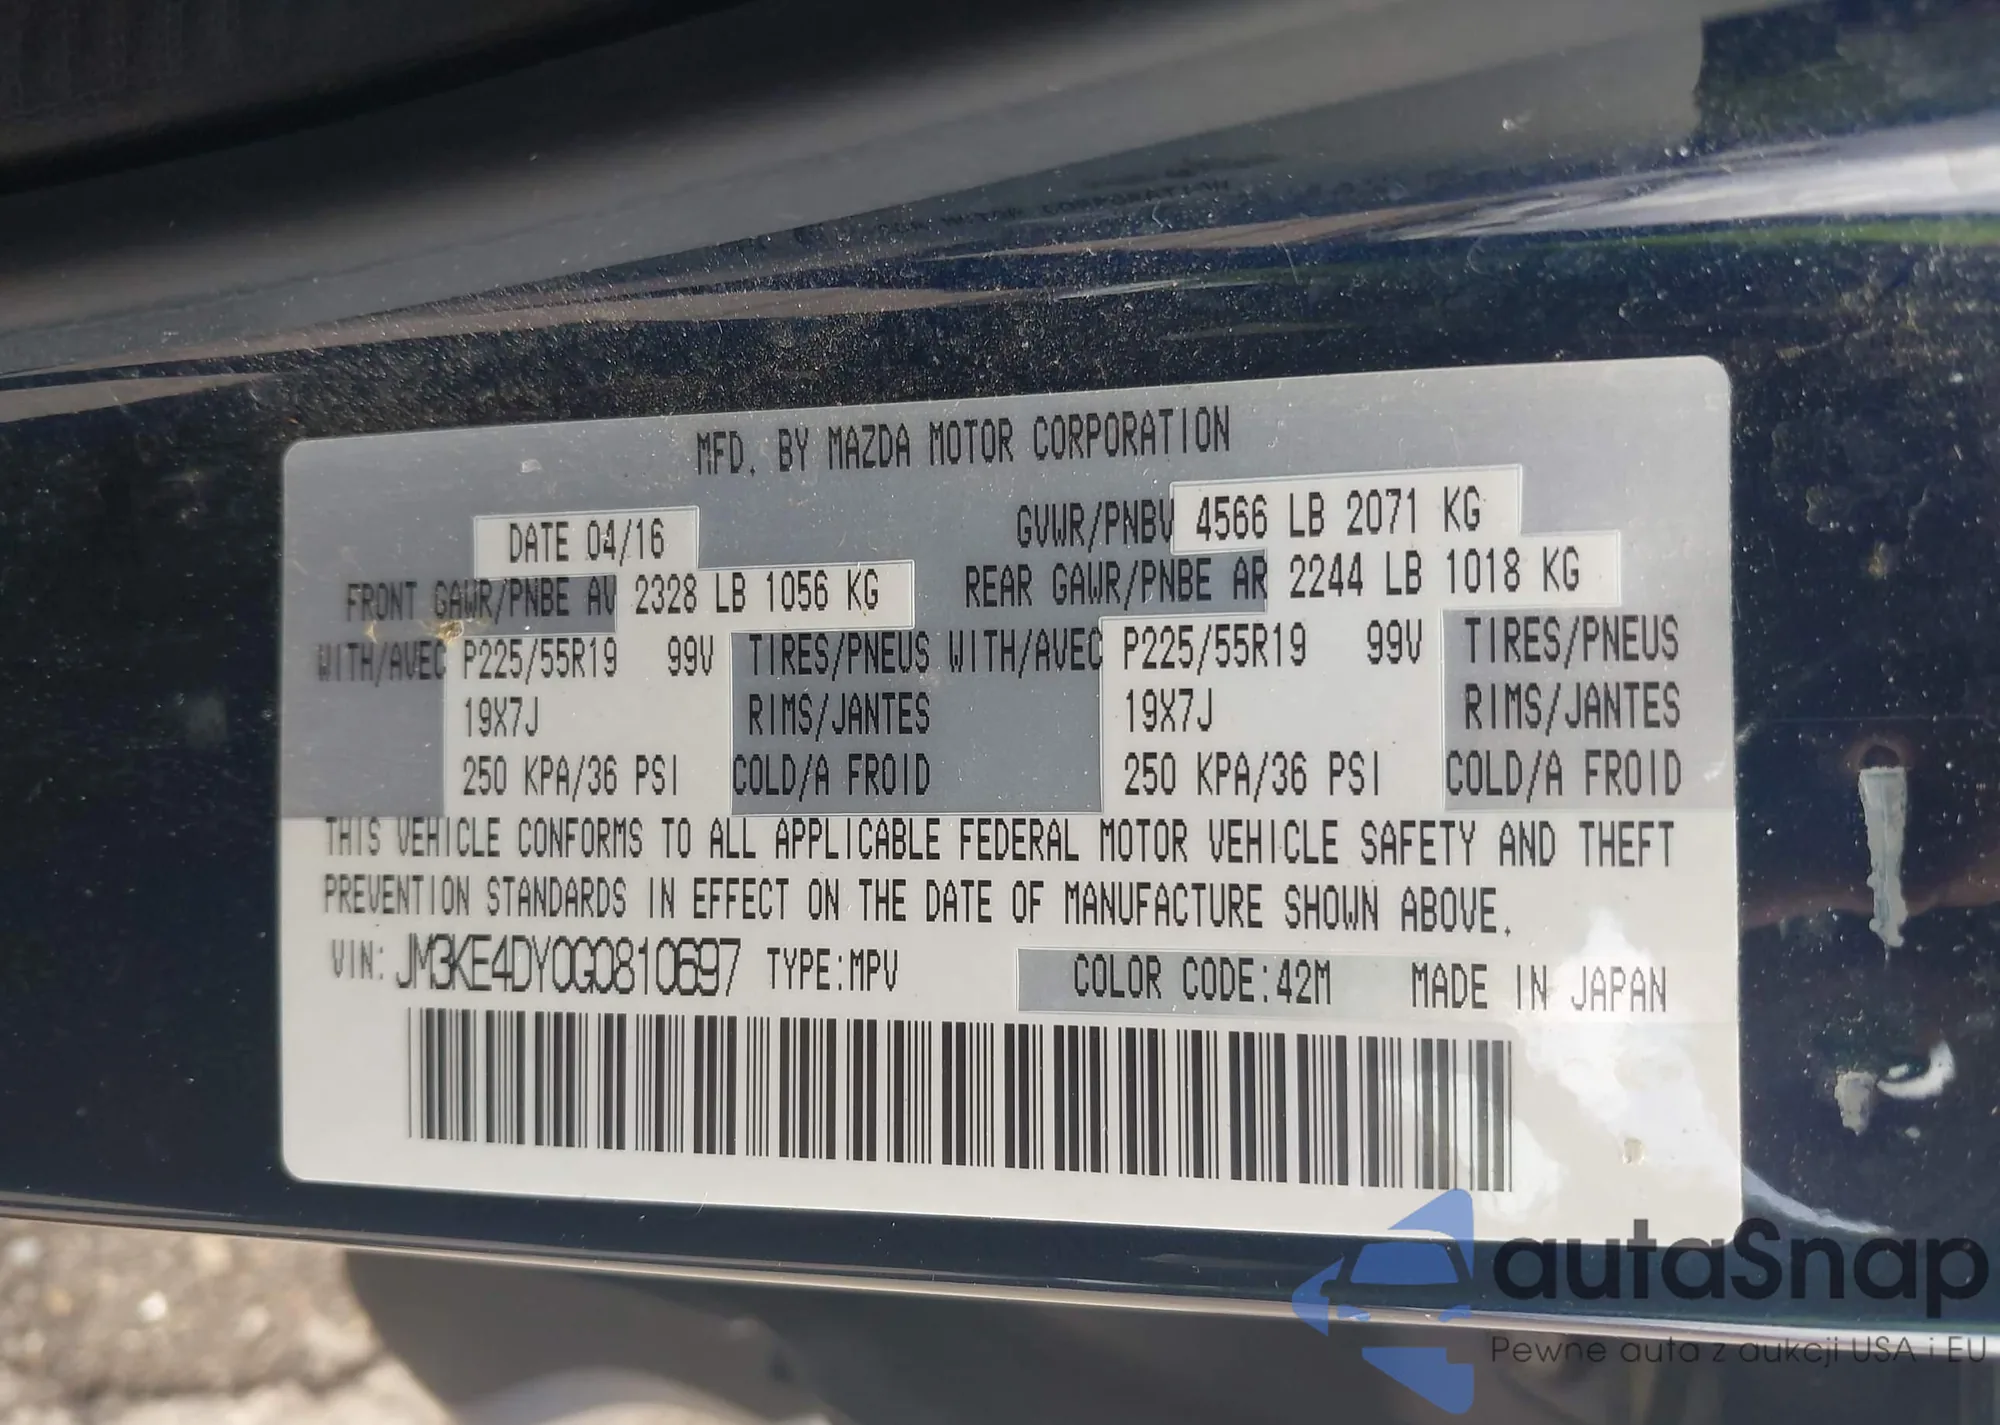 MFD. BY MAZDA MOTOR CORPORATION
DATE 04/16 GVWR/PNBV 4566 LB 2071 KG
FRONT GAWR/PNBE AV 2328 LB 1056 KG REAR GAWR/PNBE AR 2244 LB 1018 KG
WITH/AVEC P225/55R19 99V TIRES/PNEUS WITH/AVEC P225/55R19 99V TIRES/PNEUS
19X7J RIMS/JANTES 19X7J RIMS/JANTES
250 KPA/36 PSI COLD/A FROID 250 KPA/36 PSI COLD/A FROID
THIS VEHICLE CONFORMS TO ALL APPLICABLE FEDERAL MOTOR VEHICLE SAFETY AND THEFT
PREVENTION STANDARDS IN EFFECT ON THE DATE OF MANUFACTURE SHOWN ABOVE.
VIN: JM3KE4DY0G0810697 TYPE:MPV COLOR CODE:42M MADE IN JAPAN
autaSnap
Pewne auta z aukcji USA i EU